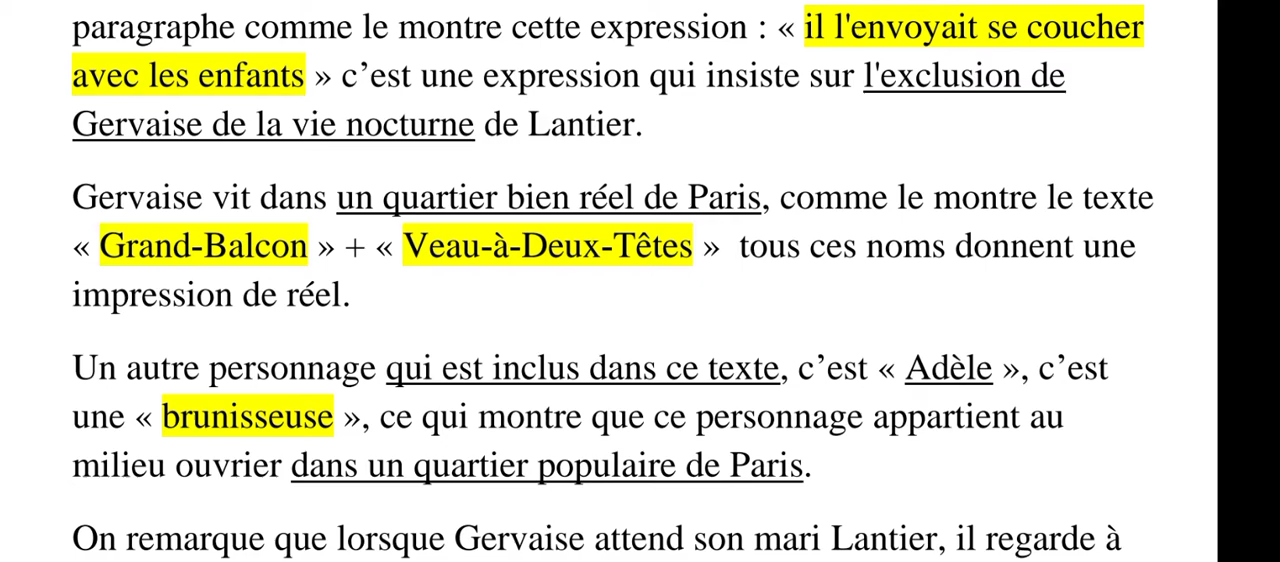 paragraphe comme le montre cette expression : « il l'envoyait se coucher
avec les enfants » c’est une expression qui insiste sur l'exclusion de
Gervaise de la vie nocturne de Lantier.
Gervaise vit dans un quartier bien réel de Paris, comme le montre le texte
« Grand-Balcon » + « Veau-à-Deux-Têtes » tous ces noms donnent une
impression de réel.
Un autre personnage qui est inclus dans ce texte, c’est « Adèle », c’est
une « brunisseuse », ce qui montre que ce personnage appartient au
milieu ouvrier dans un quartier populaire de Paris.
On remarque que lorsque Gervaise attend son mari Lantier, il regarde à